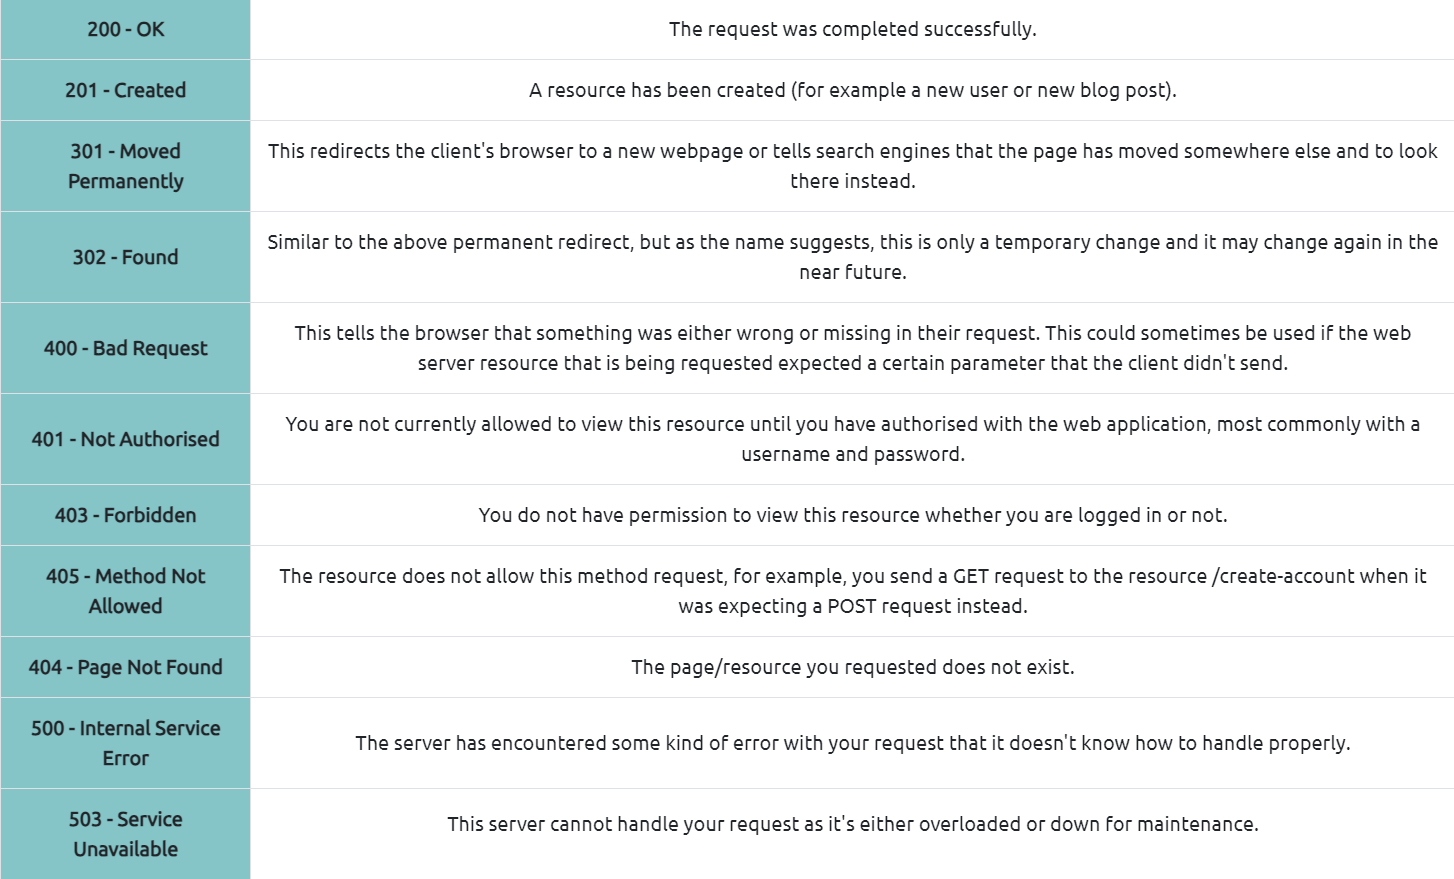 200 - OK
The request was completed successfully.
201 - Created
A resource has been created (for example a new user or new blog post).
301 - Moved
Permanently
This redirects the client's browser to a new webpage or tells search engines that the page has moved somewhere else and to look
there instead.
302 - Found
Similar to the above permanent redirect, but as the name suggests, this is only a temporary change and it may change again in the
near future.
400 - Bad Request
This tells the browser that something was either wrong or missing in their request. This could sometimes be used if the web
server resource that is being requested expected a certain parameter that the client didn't send.
401 - Not Authorised
You are not currently allowed to view this resource until you have authorised with the web application, most commonly with a
username and password.
403 - Forbidden
You do not have permission to view this resource whether you are logged in or not.
405 - Method Not
Allowed
The resource does not allow this method request, for example, you send a GET request to the resource /create-account when it
was expecting a POST request instead.
404 - Page Not Found
The page/resource you requested does not exist.
500 - Internal Service
Error
The server has encountered some kind of error with your request that it doesn't know how to handle properly.
503 - Service
Unavailable
This server cannot handle your request as it's either overloaded or down for maintenance.